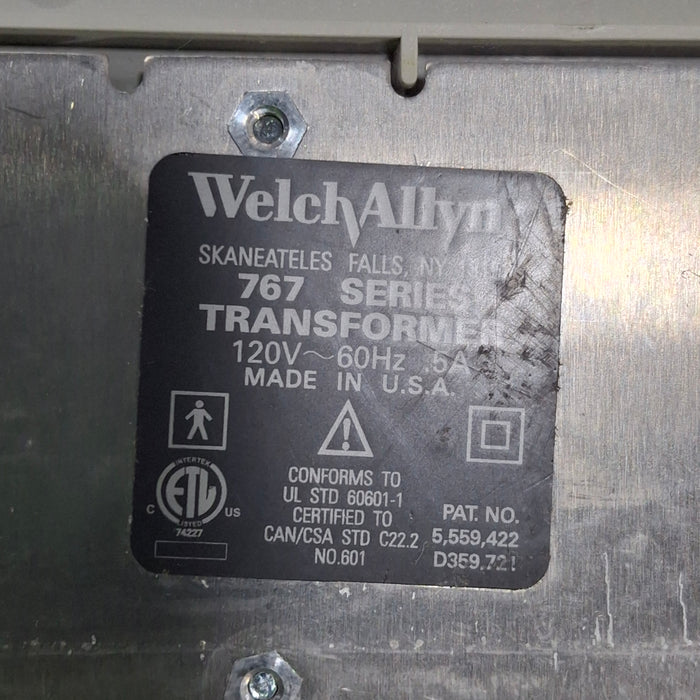 WelchAllyn
SKANEATELES FALLS, NY
767 SERIES
TRANSFORMER
120V~60Hz .5A
MADE IN U.S.A.
INTERTEK
C ETL US
LISTED
74227
CONFORMS TO
UL STD 60601-1
CERTIFIED TO
CAN/CSA STD C22.2
NO.601
PAT. NO.
5,559,422
D359,721